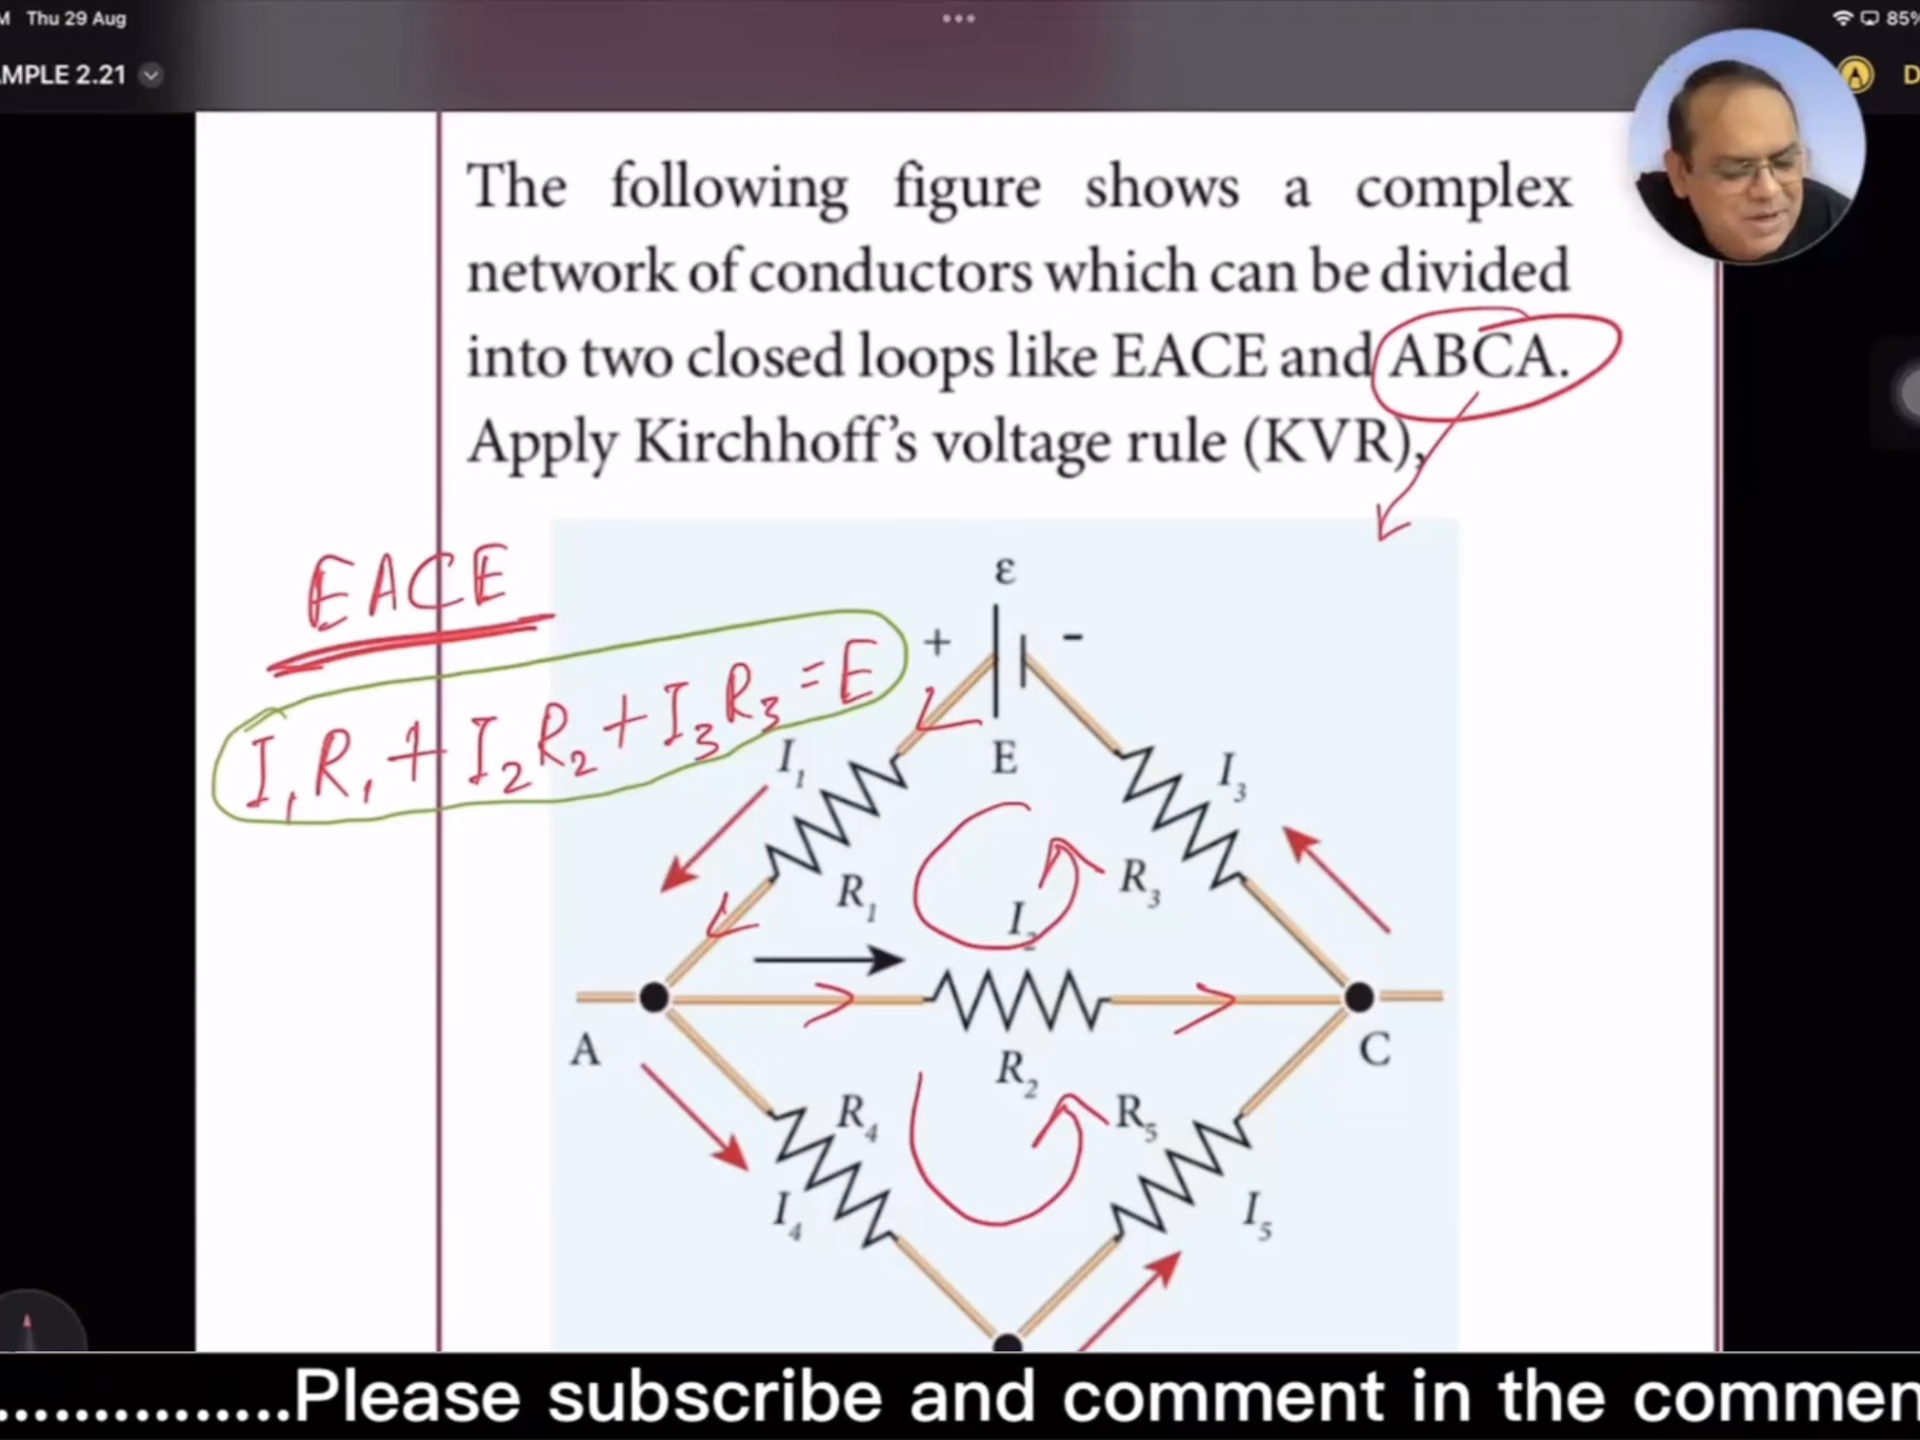 M Thu 29 Aug
85%
AMPLE 2.21
D
The following figure shows a complex
network of conductors which can be divided
into two closed loops like EACE and ABCA.
Apply Kirchhoff's voltage rule (KVR),
EACE
I₁R₁ + I₂R₂ + I₃R₃ = E
ε
+ -
E
I₁
I₃
R₁
R₃
I₂
A
C
R₂
R₄
R₅
I₄
I₅
...............Please subscribe and comment in the commen